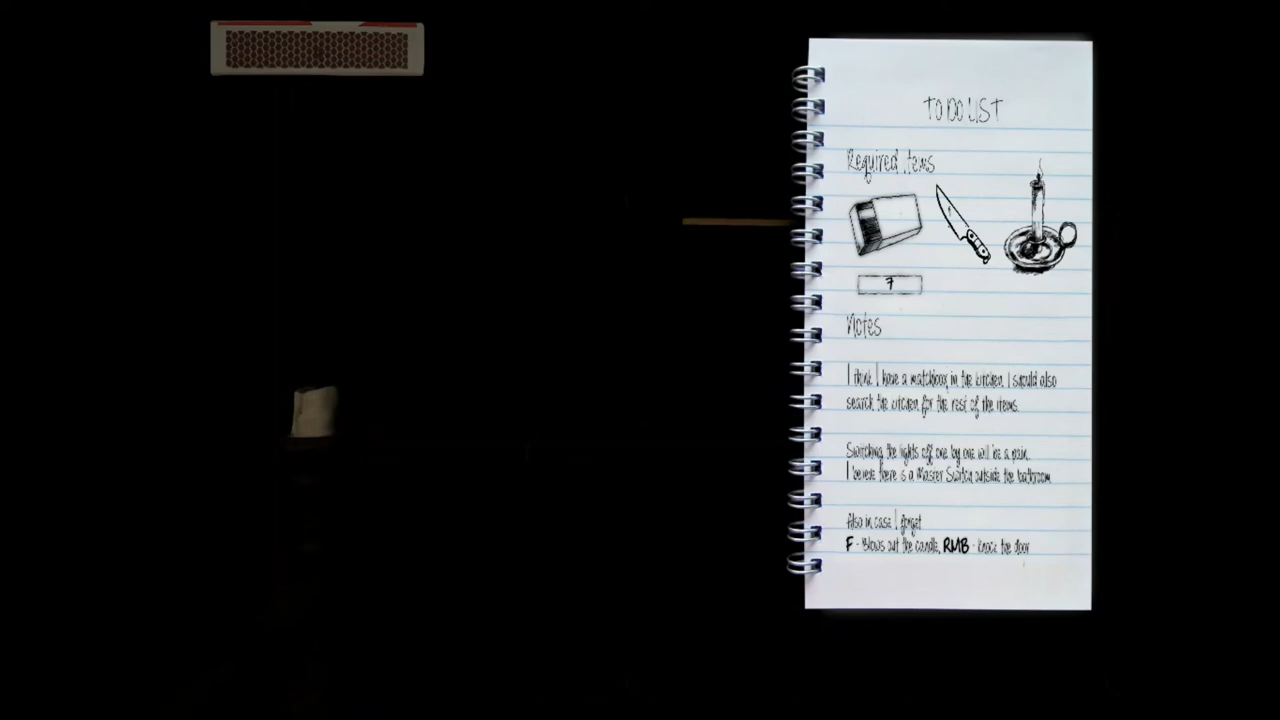 TO DO LIST
Required Items
7
Notes
I think I have a matchbox in the kitchen. I should also
search the kitchen for the rest of the items.
Switching the lights off one by one will be a pain.
I believe there is a Master Switch outside the bathroom.
Also in case I forget
F - Blows out the candle, RMB - Knock the door